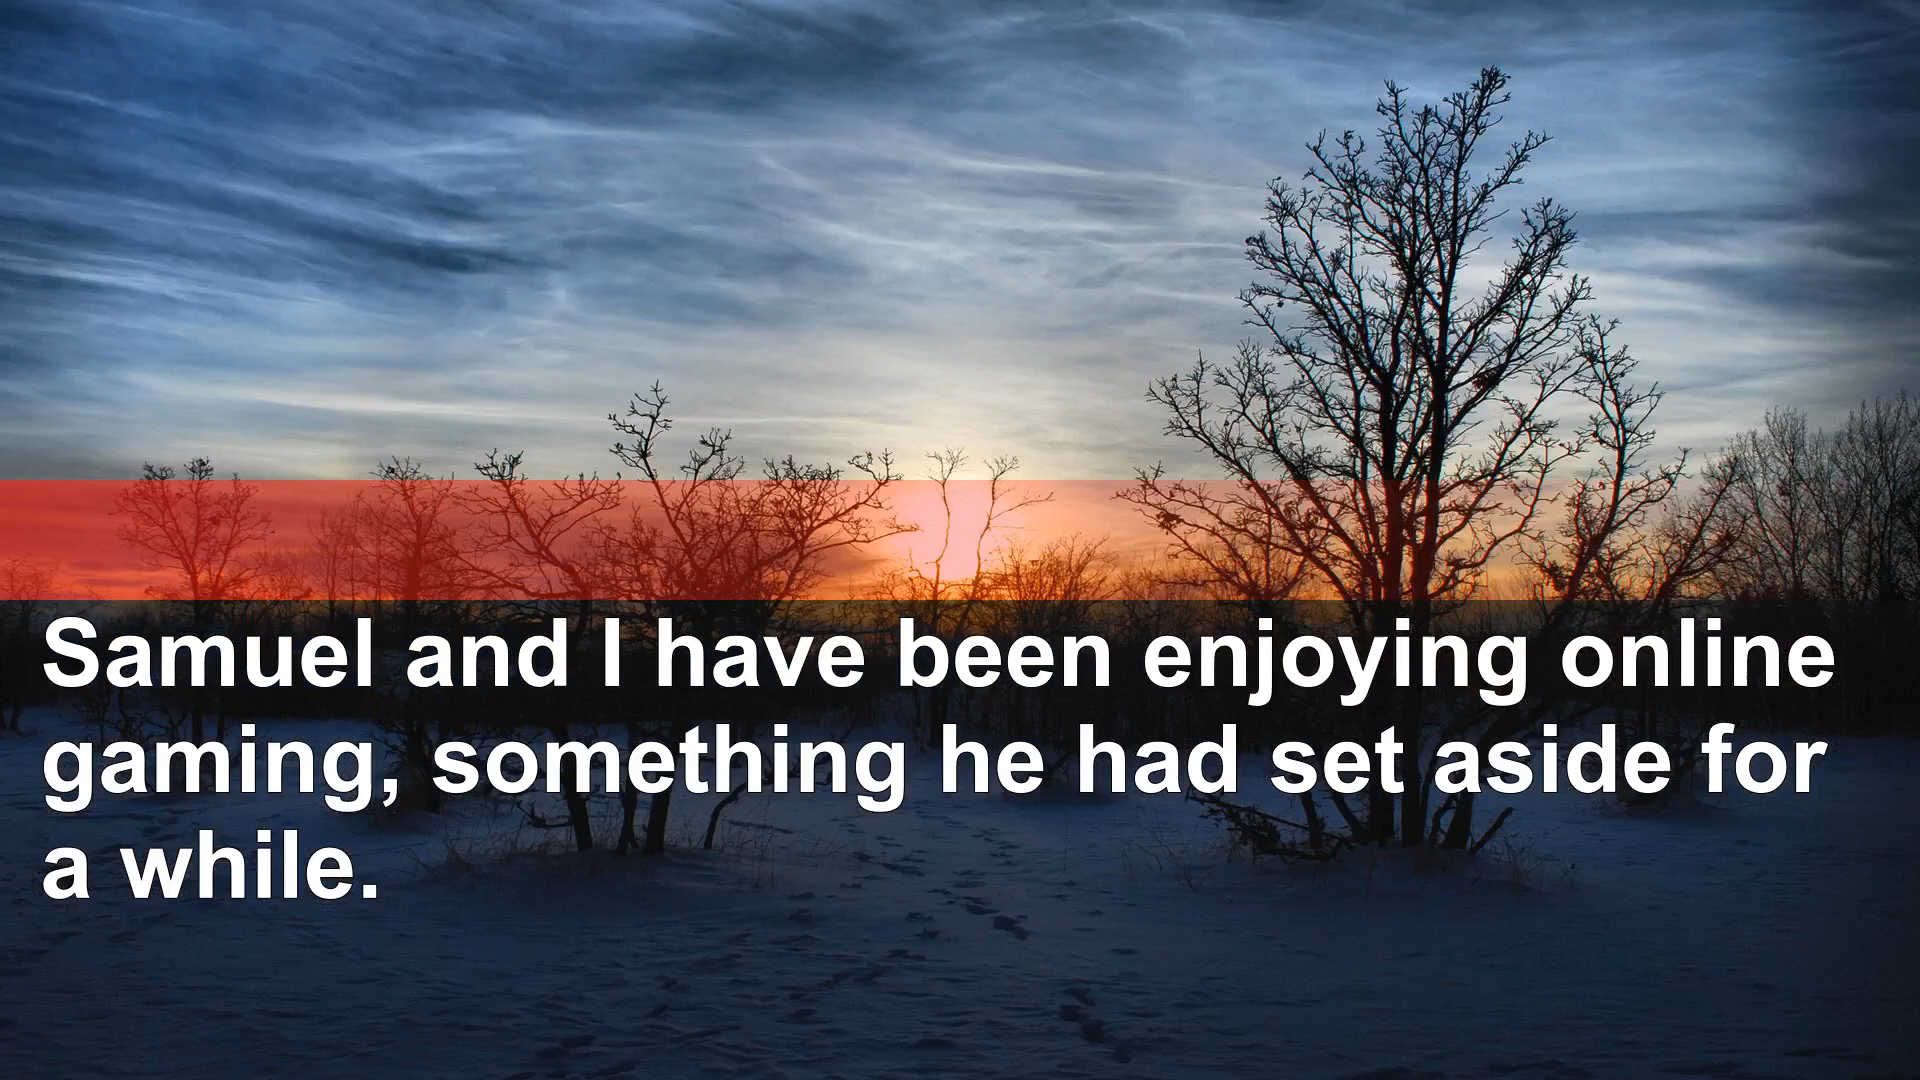 Samuel and I have been enjoying online
gaming, something he had set aside for
a while.